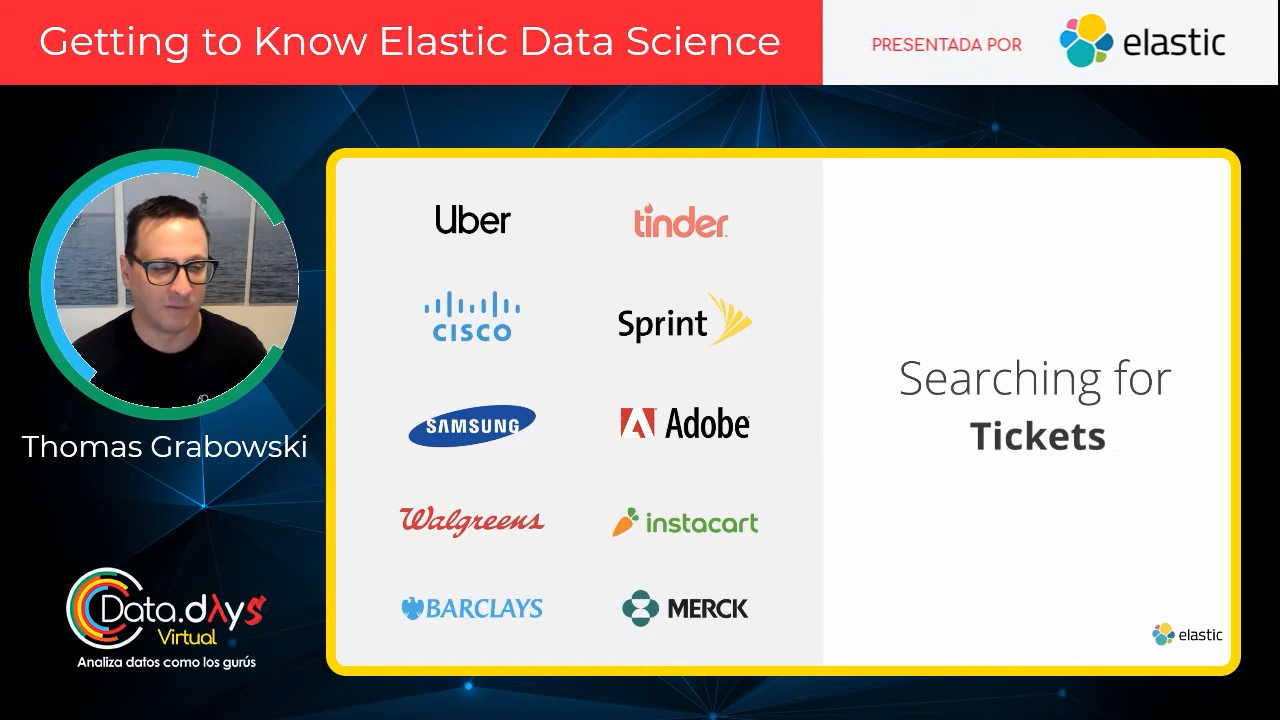 Getting to Know Elastic Data Science
PRESENTADA POR
elastic
Uber
tinder
CISCO
Sprint
SAMSUNG
Adobe
Walgreens
instacart
BARCLAYS
MERCK
Searching for
Tickets
elastic
Thomas Grabowski
Data.dAys
Virtual
Analiza datos como los gurús